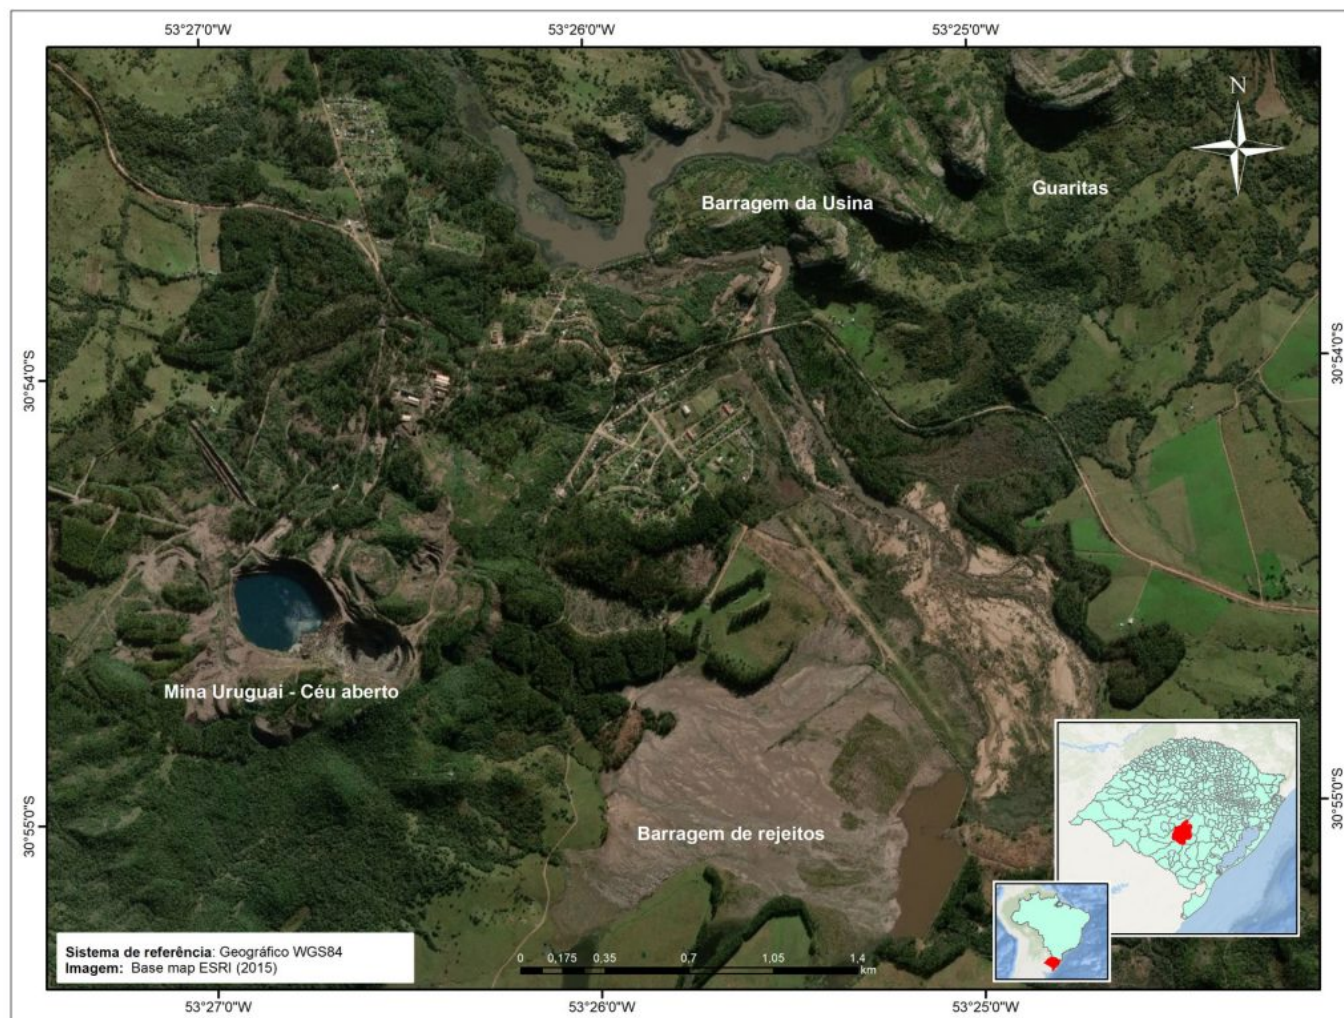 53°27'0"W
53°26'0"W
53°25'0"W
N
Guaritas
Barragem da Usina
30°54'0"S
30°54'0"S
Mina Uruguai - Céu aberto
Barragem de rejeitos
30°55'0"S
30°55'0"S
Sistema de referência: Geográfico WGS84
Imagem: Base map ESRI (2015)
0 0,175 0,35 0,7 1,05 1,4
km
53°27'0"W
53°26'0"W
53°25'0"W